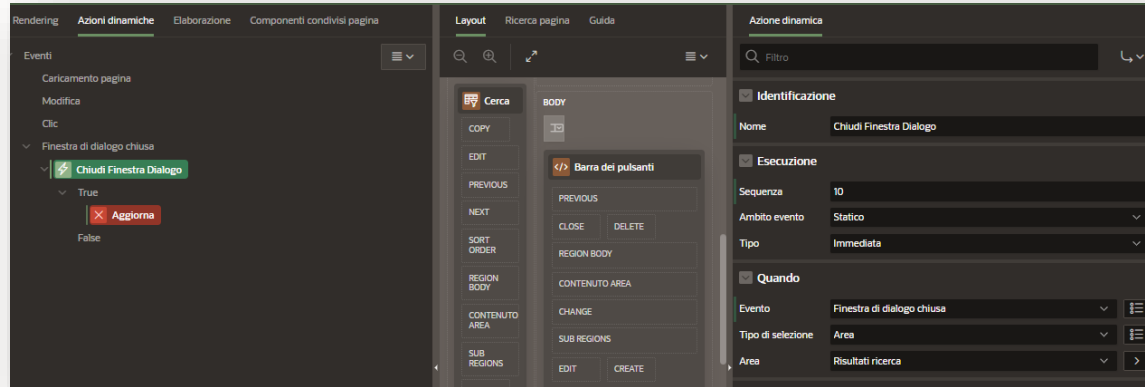 Rendering
Azioni dinamiche
Elaborazione
Componenti condivisi pagina
Eventi
Caricamento pagina
Modifica
Clic
Finestra di dialogo chiusa
Chiudi Finestra Dialogo
True
Aggiorna
False
Layout
Ricerca pagina
Guida
Cerca
COPY
EDIT
PREVIOUS
NEXT
SORT
ORDER
REGION
BODY
CONTENUTO
AREA
SUB
REGIONS
BODY
Barra dei pulsanti
PREVIOUS
CLOSE
DELETE
REGION BODY
CONTENUTO AREA
CHANGE
SUB REGIONS
EDIT
CREATE
Azione dinamica
Filtro
Identificazione
Nome
Chiudi Finestra Dialogo
Esecuzione
Sequenza
10
Ambito evento
Statico
Tipo
Immediata
Quando
Evento
Finestra di dialogo chiusa
Tipo di selezione
Area
Area
Risultati ricerca